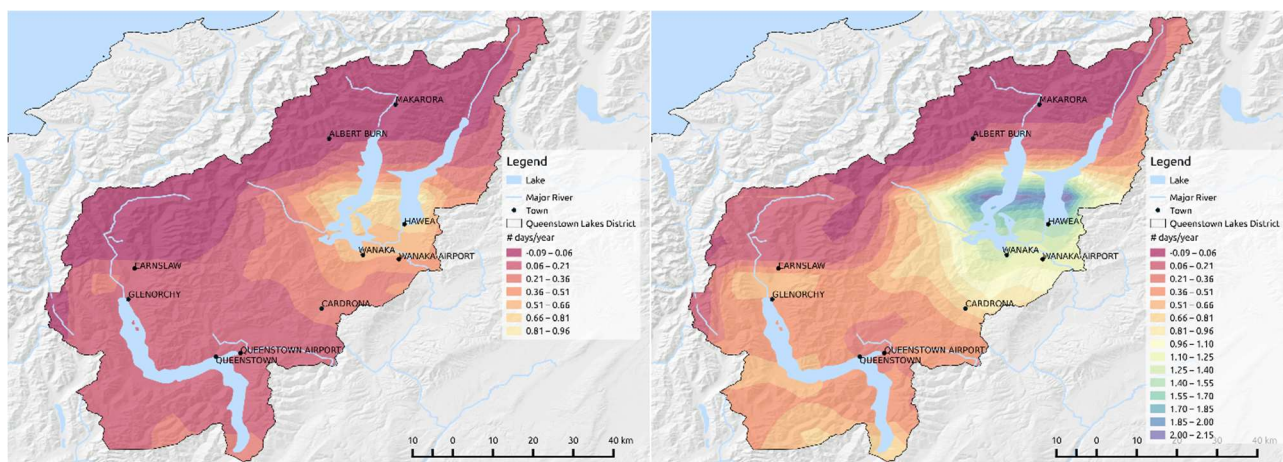 MAKARORA
ALBERT BURN
HAWEA
WANAKA
WANAKA AIRPORT
EARNSLAW
GLENORCHY
CARDRONA
QUEENSTOWN AIRPORT
QUEENSTOWN
Legend
Lake
Major River
Town
Queenstown Lakes District
# days/year
-0.09 – 0.06
0.06 – 0.21
0.21 – 0.36
0.36 – 0.51
0.51 – 0.66
0.66 – 0.81
0.81 – 0.96
10 0 10 20 30 40 km
MAKARORA
ALBERT BURN
HAWEA
WANAKA
WANAKA AIRPORT
EARNSLAW
GLENORCHY
CARDRONA
QUEENSTOWN AIRPORT
QUEENSTOWN
Legend
Lake
Major River
Town
Queenstown Lakes District
# days/year
-0.09 – 0.06
0.06 – 0.21
0.21 – 0.36
0.36 – 0.51
0.51 – 0.66
0.66 – 0.81
0.81 – 0.96
0.96 – 1.10
1.10 – 1.25
1.25 – 1.40
1.40 – 1.55
1.55 – 1.70
1.70 – 1.85
1.85 – 2.00
2.00 – 2.15
10 0 10 20 30 40 km